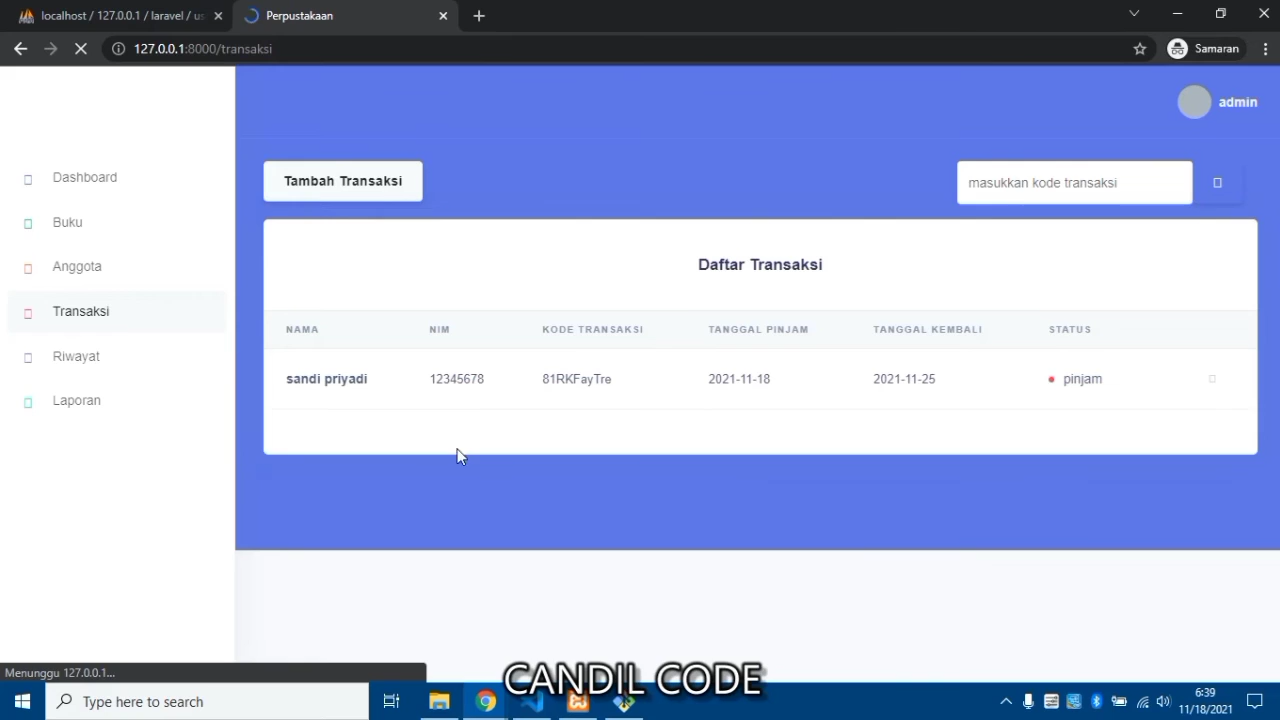 localhost / 127.0.0.1 / laravel / us
Perpustakaan
127.0.0.1:8000/transaksi
Samaran
admin
Dashboard
Buku
Anggota
Transaksi
Riwayat
Laporan
Tambah Transaksi
masukkan kode transaksi
Daftar Transaksi
NAMA NIM KODE TRANSAKSI TANGGAL PINJAM TANGGAL KEMBALI STATUS
sandi priyadi 12345678 81RKFayTre 2021-11-18 2021-11-25 pinjam
Menunggu 127.0.0.1...
CANDIL CODE
Type here to search
6:39
11/18/2021